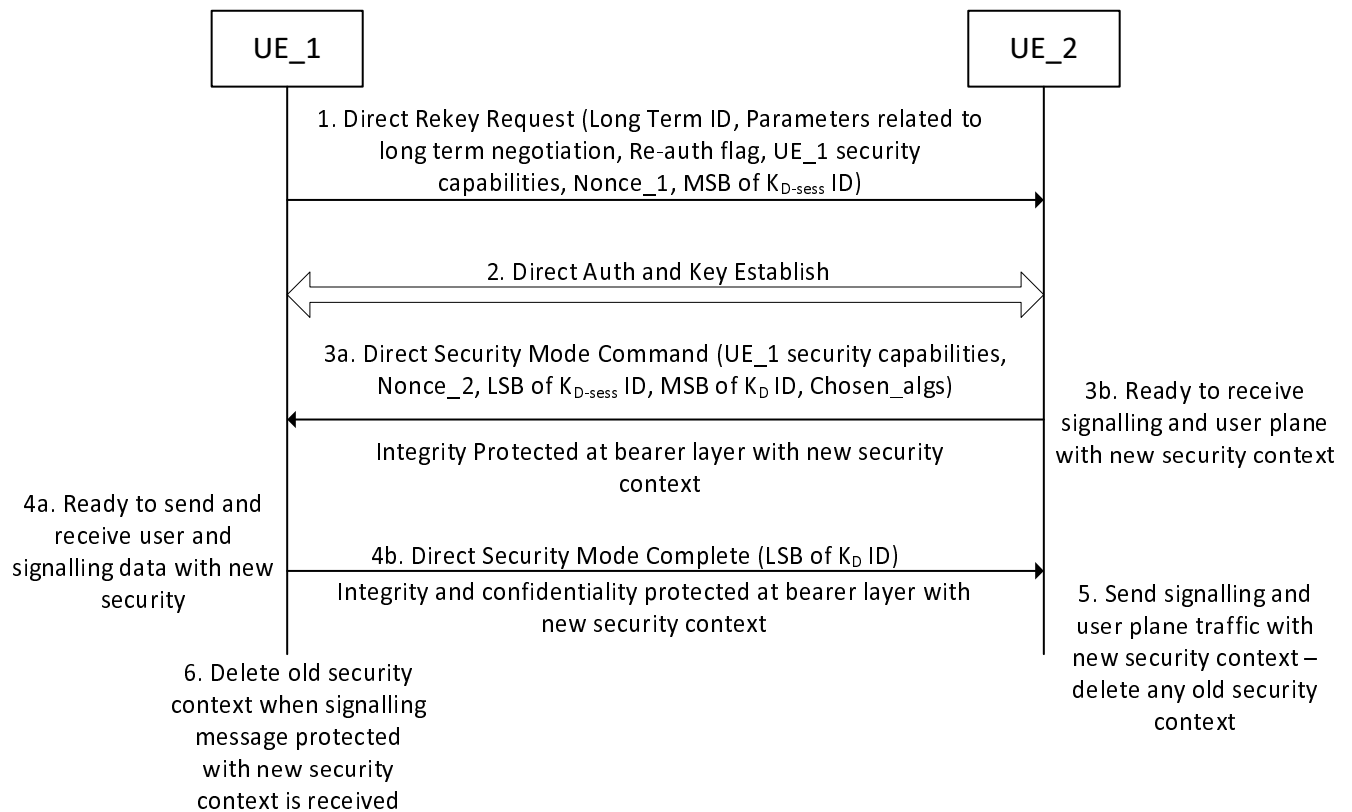 UE_1
UE_2
1. Direct Rekey Request (Long Term ID, Parameters related to
long term negotiation, Re-auth flag, UE_1 security
capabilities, Nonce_1, MSB of K_D-sess ID)
2. Direct Auth and Key Establish
3a. Direct Security Mode Command (UE_1 security capabilities,
Nonce_2, LSB of K_D-sess ID, MSB of K_D ID, Chosen_algs)
Integrity Protected at bearer layer with new security
context
3b. Ready to receive
signalling and user plane
with new security context
4a. Ready to send and
receive user and
signalling data with new
security
4b. Direct Security Mode Complete (LSB of K_D ID)
Integrity and confidentiality protected at bearer layer with
new security context
5. Send signalling and
user plane traffic with
new security context –
delete any old security
context
6. Delete old security
context when signalling
message protected
with new security
context is received